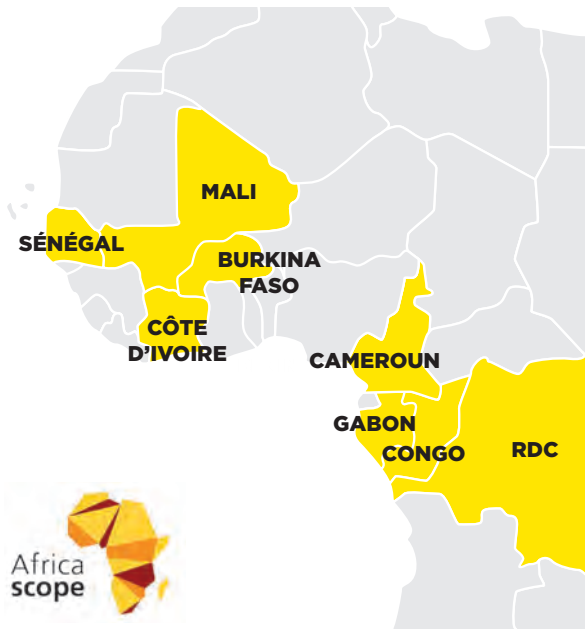 MALI
SÉNÉGAL
BURKINA
FASO
CÔTE
D'IVOIRE
CAMEROUN
GABON
CONGO
RDC
Africa
scope